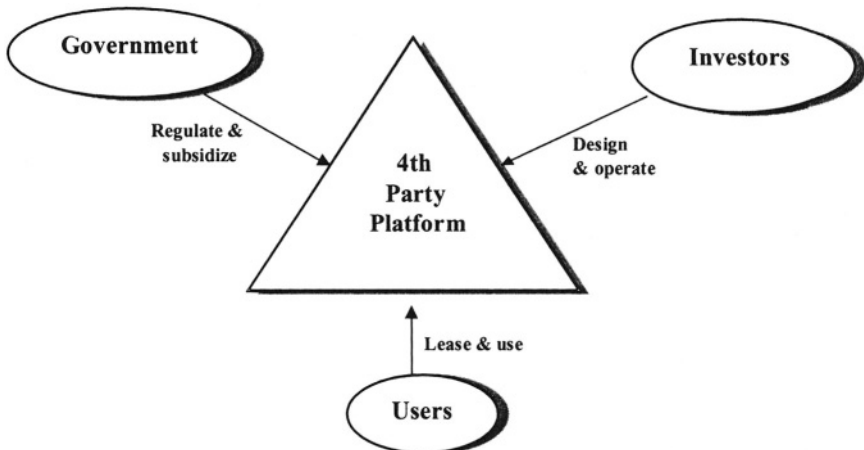 Government
Investors
Regulate &
subsidize
4th
Party
Platform
Design
& operate
Lease & use
Users